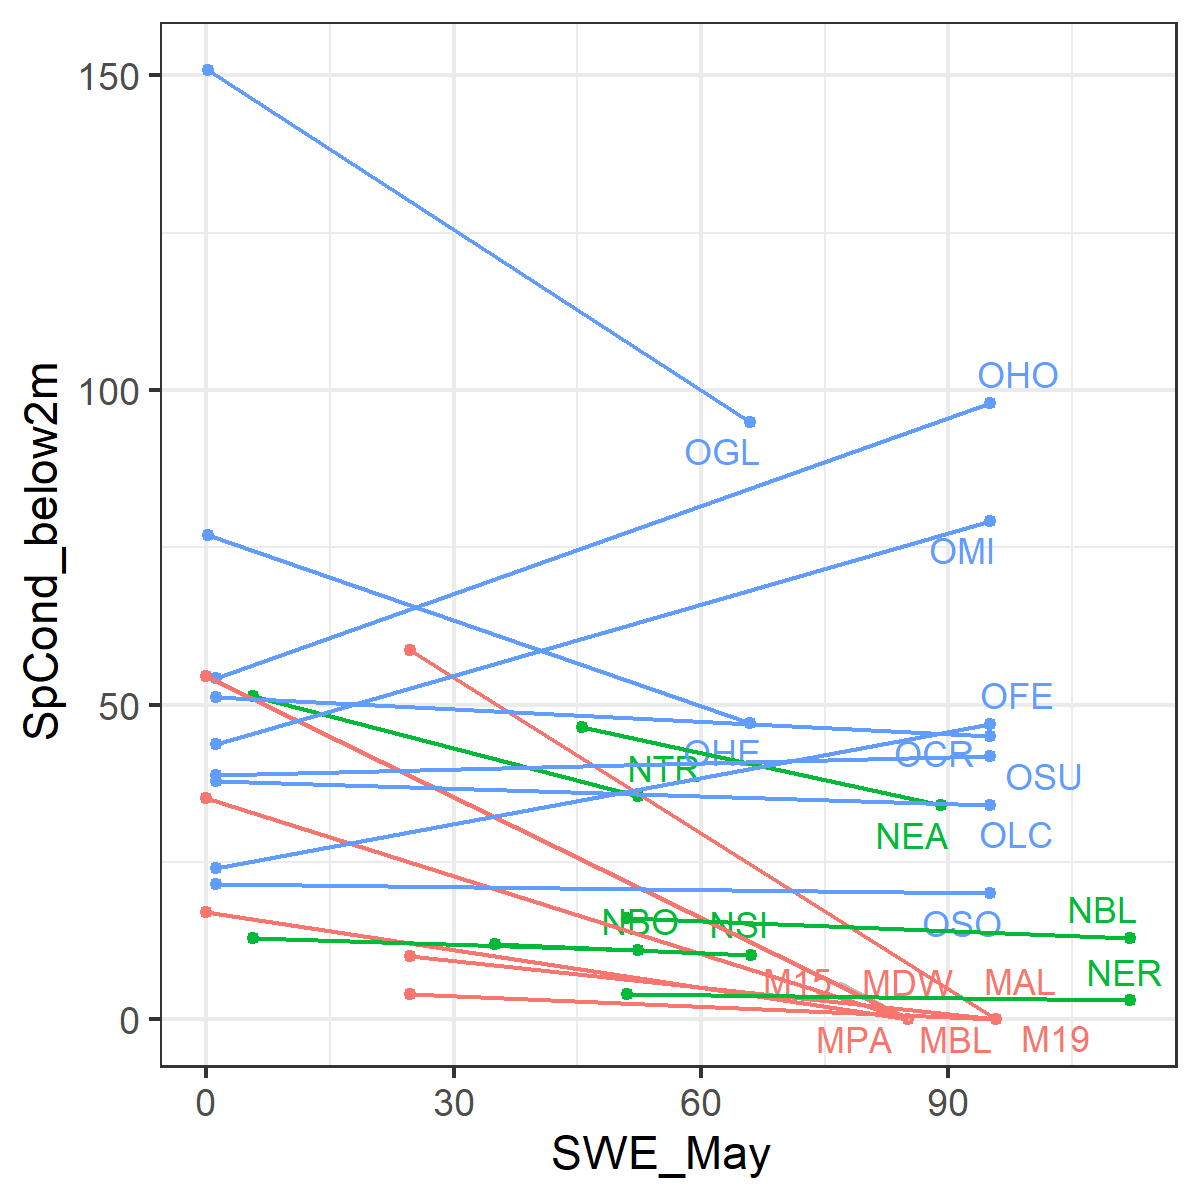 150
100
50
0
SpCond_below2m
OHO
OGL
OMI
OFE
OHE
OCR
NTR
OSU
NEA
OLC
NBL
NBO
NSI
OSO
NER
M15
MDW
MAL
MPA
MBL
M19
0
30
60
90
SWE_May